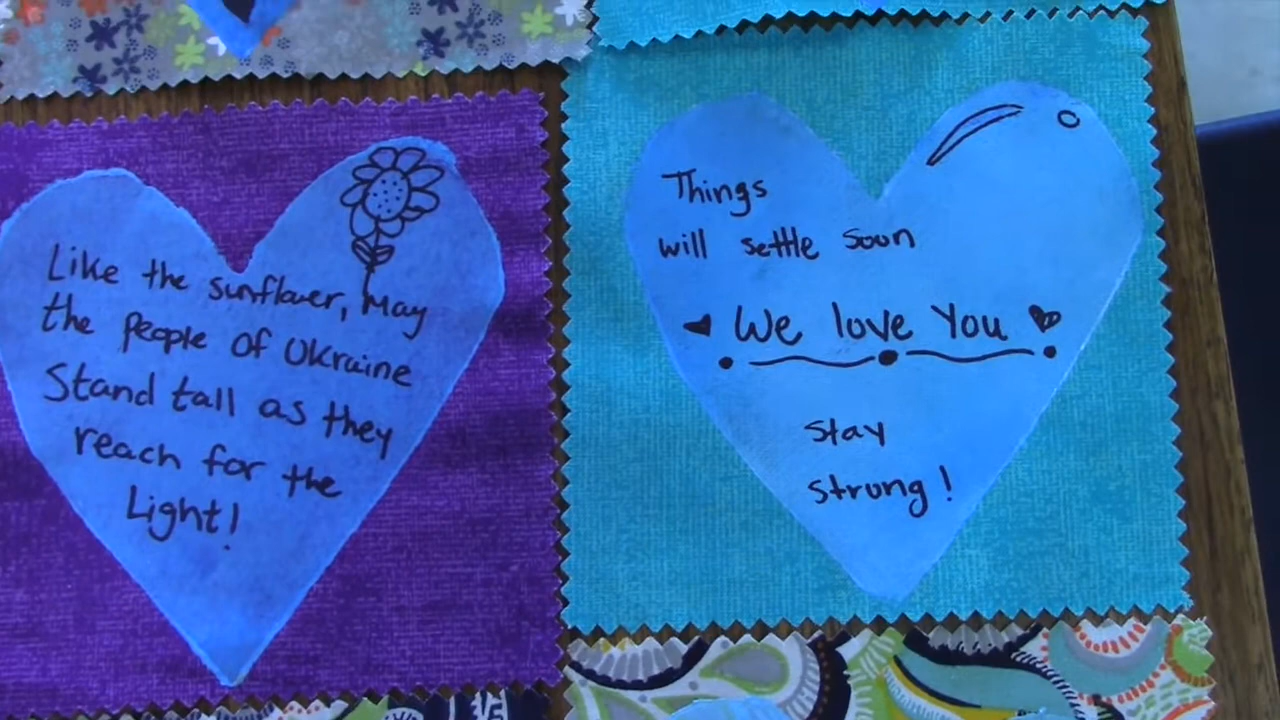 Like the sunflower, may
the people of Ukraine
Stand tall as they
reach for the
Light!
Things
will settle soon
We love You
stay
strong!